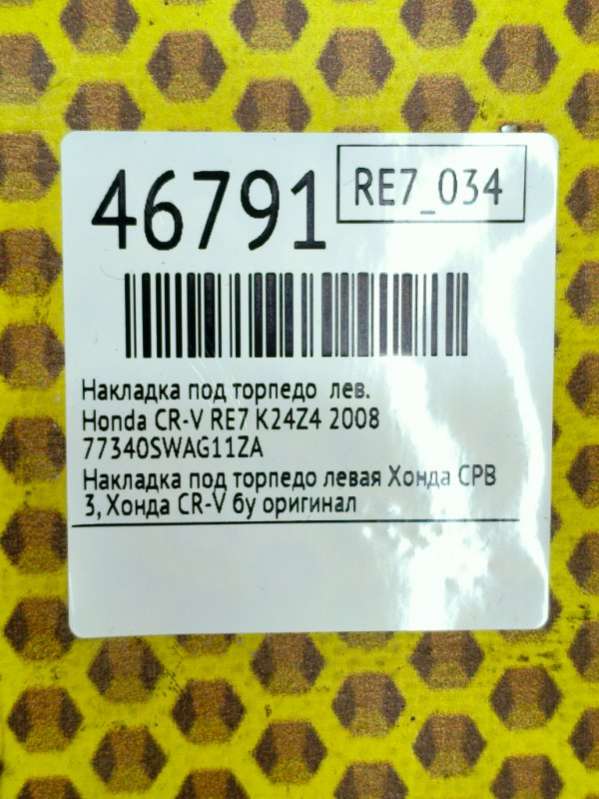 46791
RE7_034
Накладка под торпедо лев.
Honda CR-V RE7 K24Z4 2008
77340SWAG11ZA
Накладка под торпедо левая Хонда СРВ
3, Хонда CR-V бу оригинал